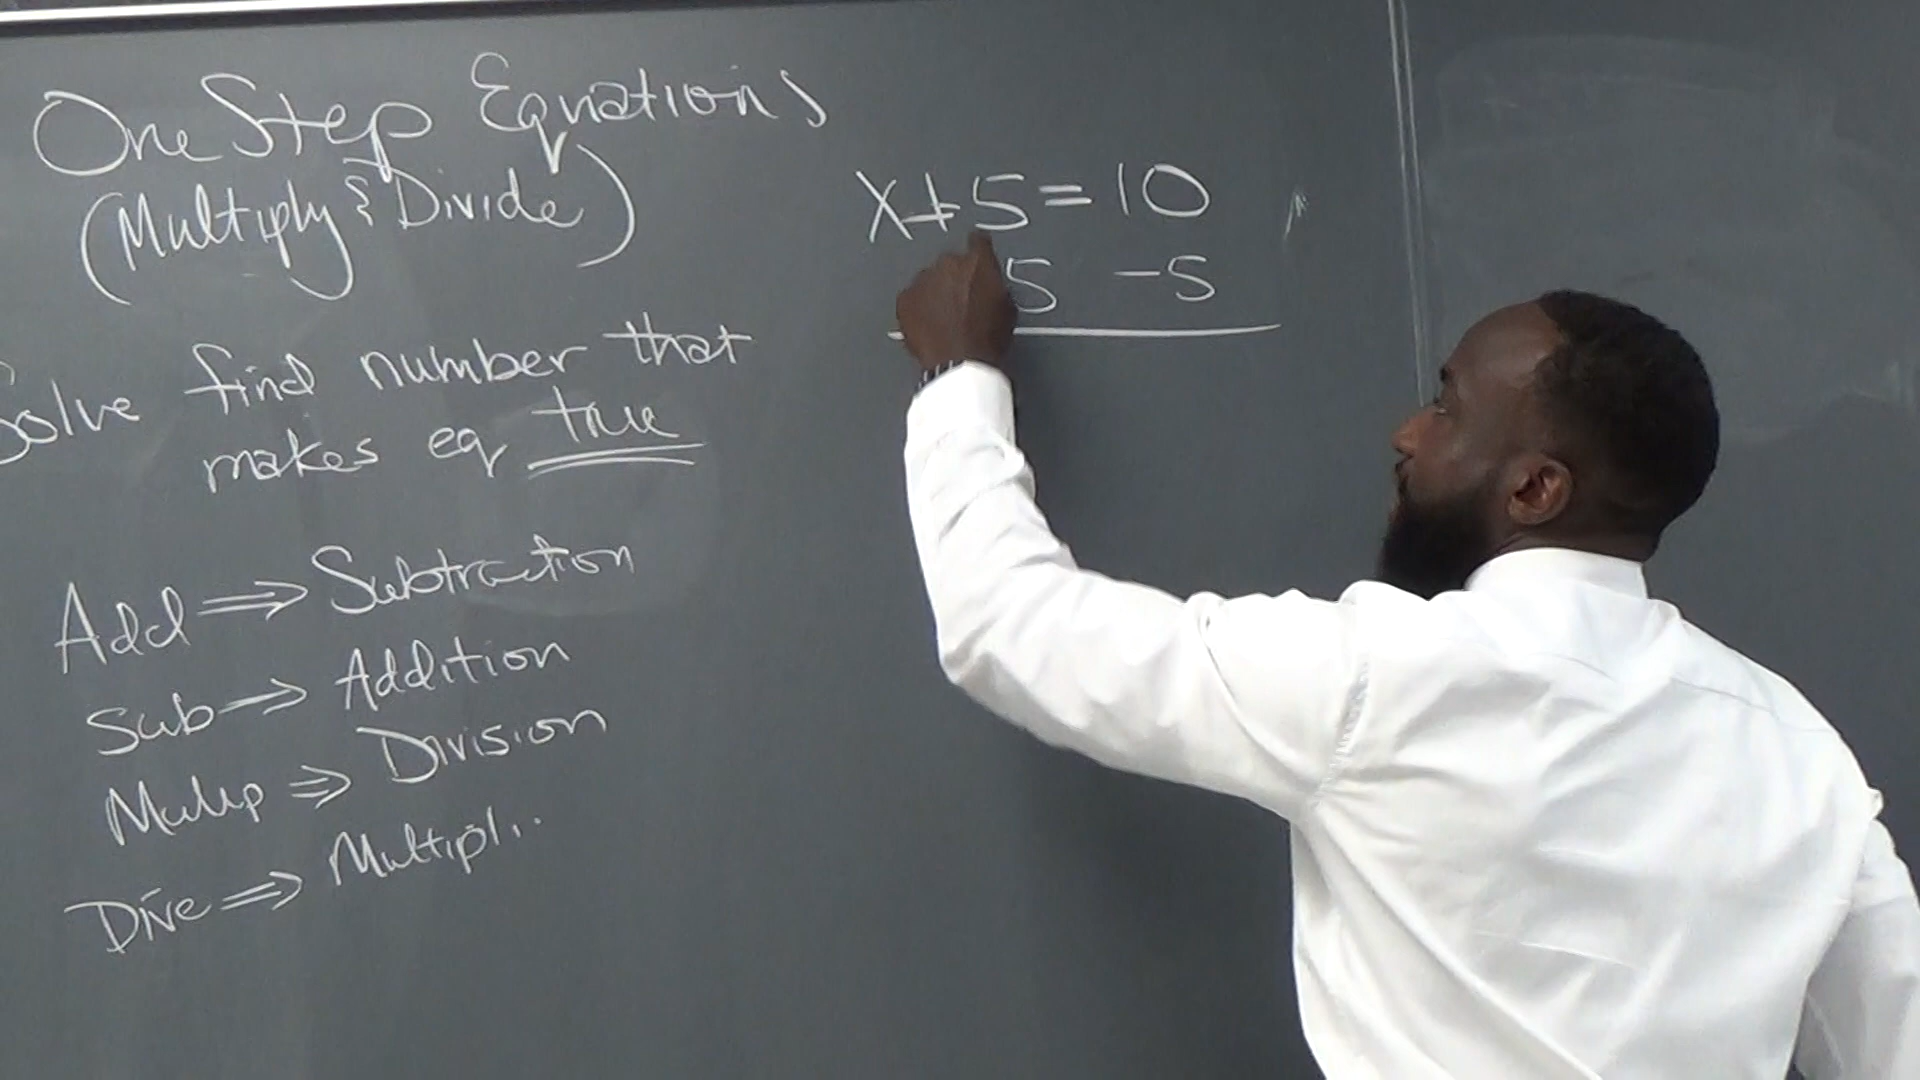 One Step Equations
(Multiply & Divide)
Solve find number that
makes eq true
Add ⇒ Subtraction
Sub → Addition
Multp ⇒ Division
Dive ⇒ Multipl..
x+5=10
5 -5